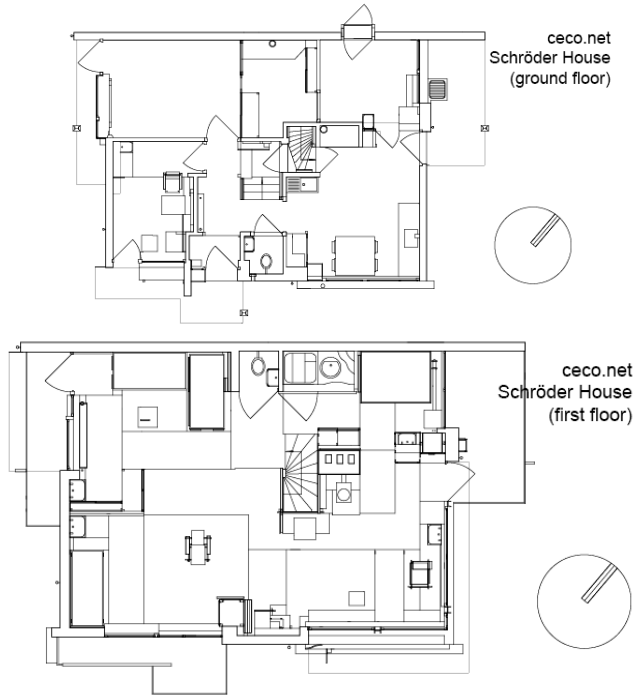 ceco.net
Schröder House
(ground floor)
ceco.net
Schröder House
(first floor)